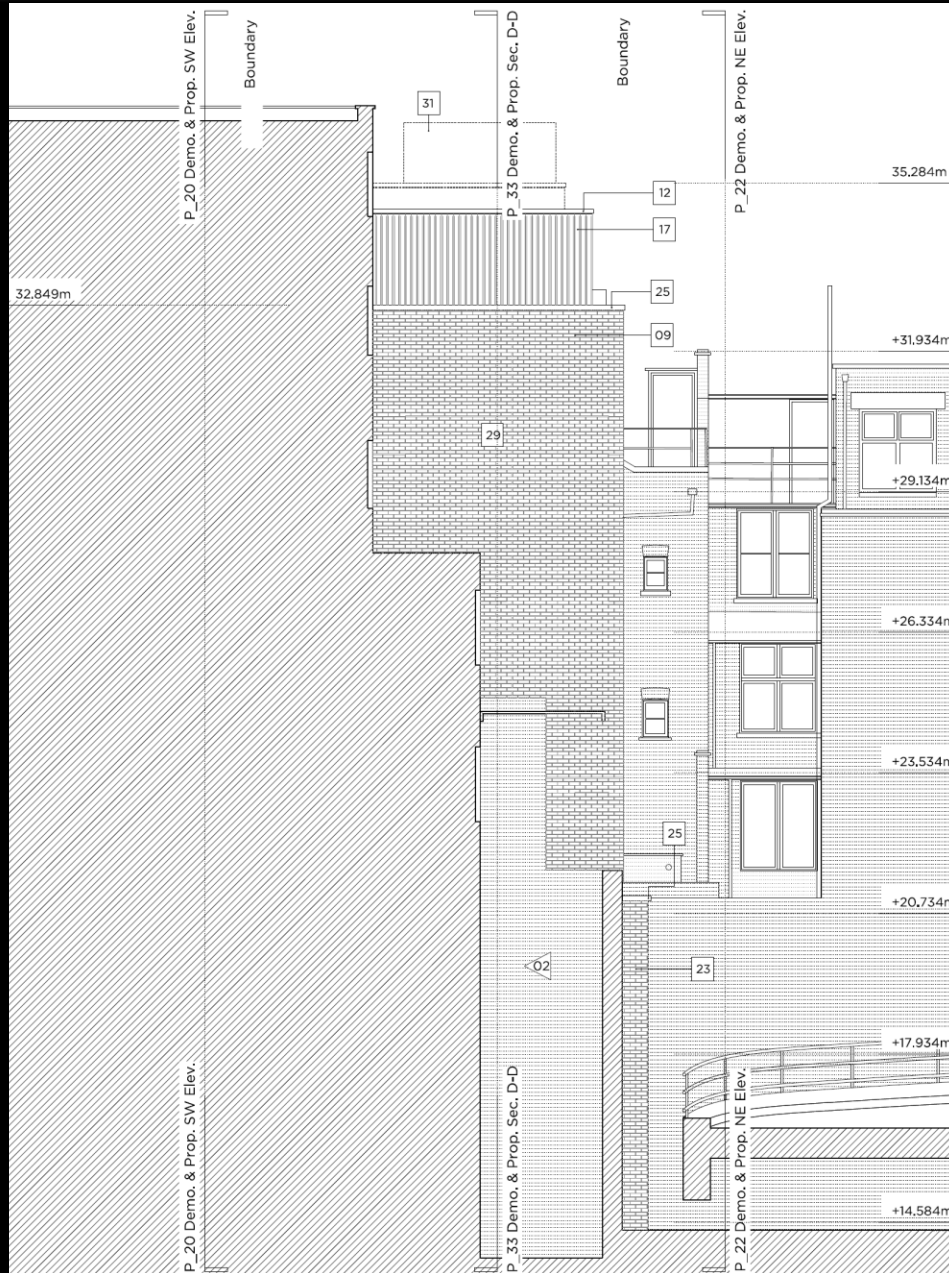 P_20 Demo. & Prop. SW Elev.
Boundary
P_33 Demo. & Prop. Sec. D-D
Boundary
P_22 Demo. & Prop. NE Elev.
31
35.284m
12
17
32.849m
25
09
+31.934m
29
+29.134m
+26.334m
+23.534m
25
+20.734m
02
23
+17.934m
+14.584m
P_20 Demo. & Prop. SW Elev.
P_33 Demo. & Prop. Sec. D-D
P_22 Demo. & Prop. NE Elev.